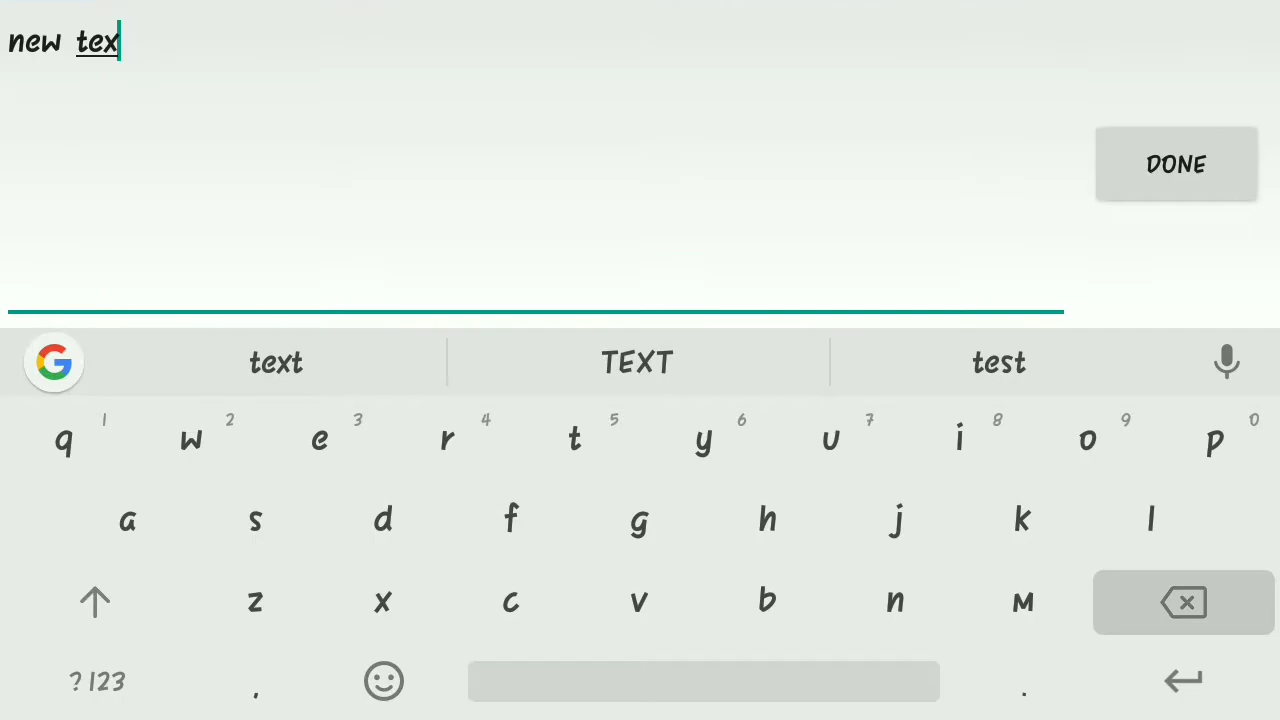 new tex
DONE
text TEXT test
1 2 3 4 5 6 7 8 9 0
q w e r t y u i o p
a s d f g h j k l
z x c v b n m
?123 , .